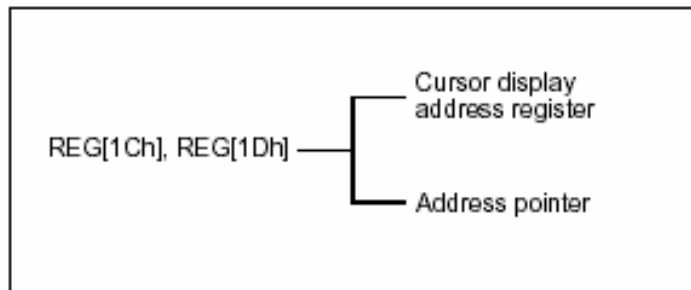 Cursor display
address register
REG[1Ch], REG[1Dh]
Address pointer